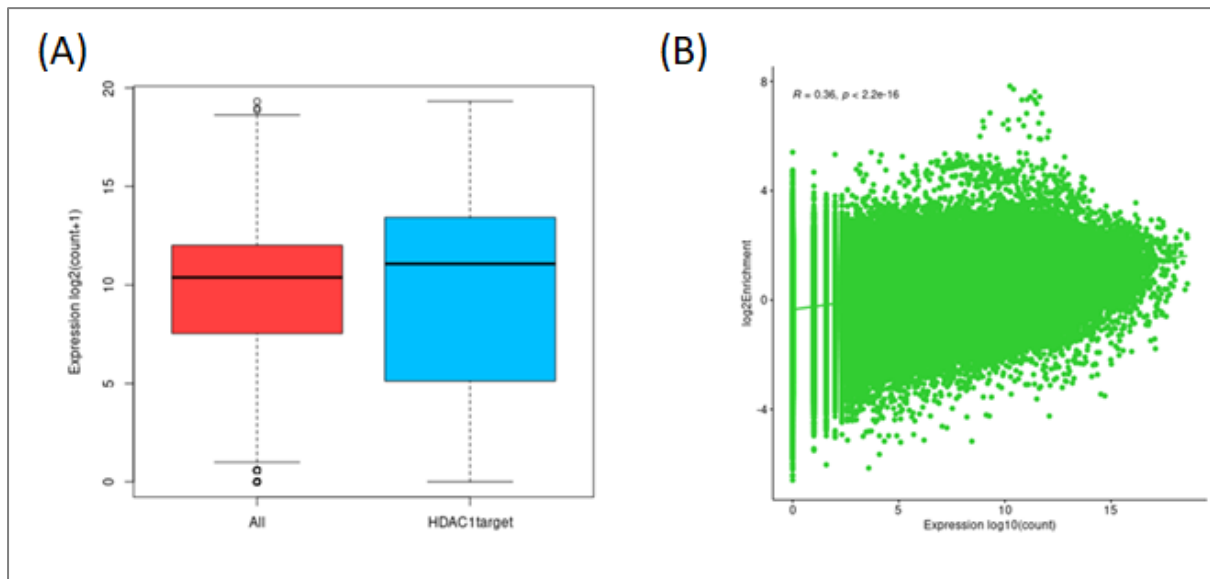 (A)
20
15
10
5
0
Expression log2(count+1)
All
HDAC1target
(B)
R = 0.36, p < 2.2e-16
8
4
0
-4
log2Enrichment
0
5
10
15
Expression log10(count)